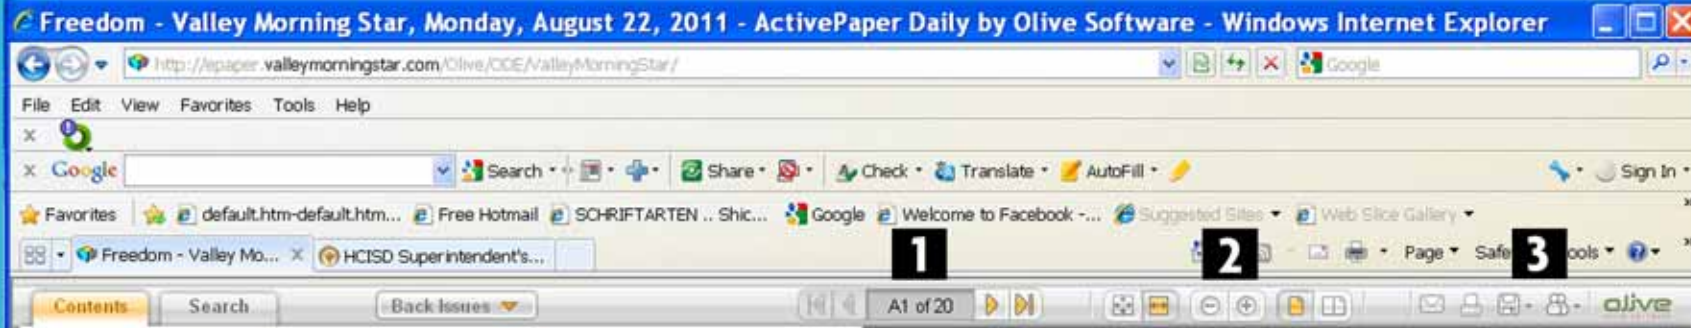 Freedom - Valley Morning Star, Monday, August 22, 2011 - ActivePaper Daily by Olive Software - Windows Internet Explorer
http://epaper.valleymorningstar.com/Olive/ODE/ValleyMorningStar/ Google
File Edit View Favorites Tools Help
x
x Google Search Share Check Translate AutoFill Sign In
Favorites default.htm-default.htm... Free Hotmail SCHRIFTARTEN .. Shic... Google Welcome to Facebook -... Suggested Sites Web Slice Gallery
Freedom - Valley Mo... X HCISD Superintendent's... 1 2 Page Safe 3 ools
Contents Search Back Issues A1 of 20 olive